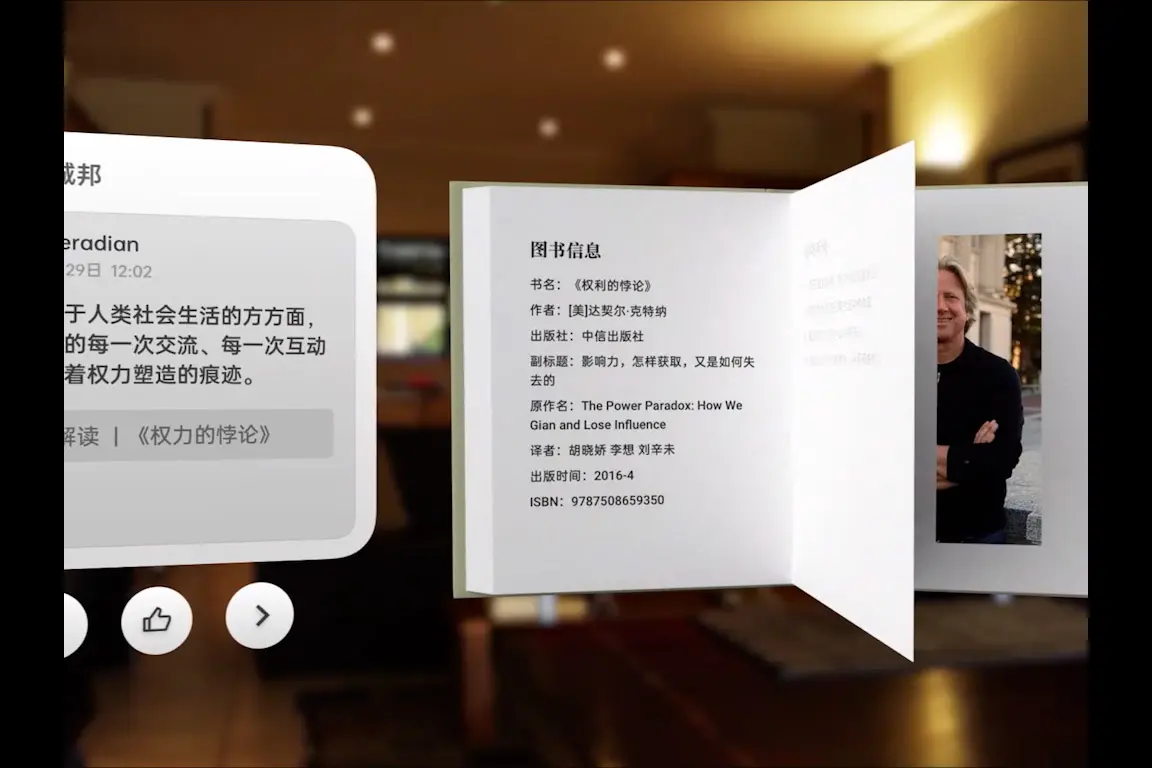 邦
eradian
29日 12:02
于人类社会生活的方方面，
的每一次交流、每一次互动
着权力塑造的痕迹。
解读 | 《权力的悖论》
图书信息
书名：《权利的悖论》
作者：[美]达契尔·克特纳
出版社：中信出版社
副标题：影响力，怎样获取，又是如何失
去的
原作名：The Power Paradox: How We
Gian and Lose Influence
译者：胡晓娇 李想 刘辛未
出版时间：2016-4
ISBN：9787508659350